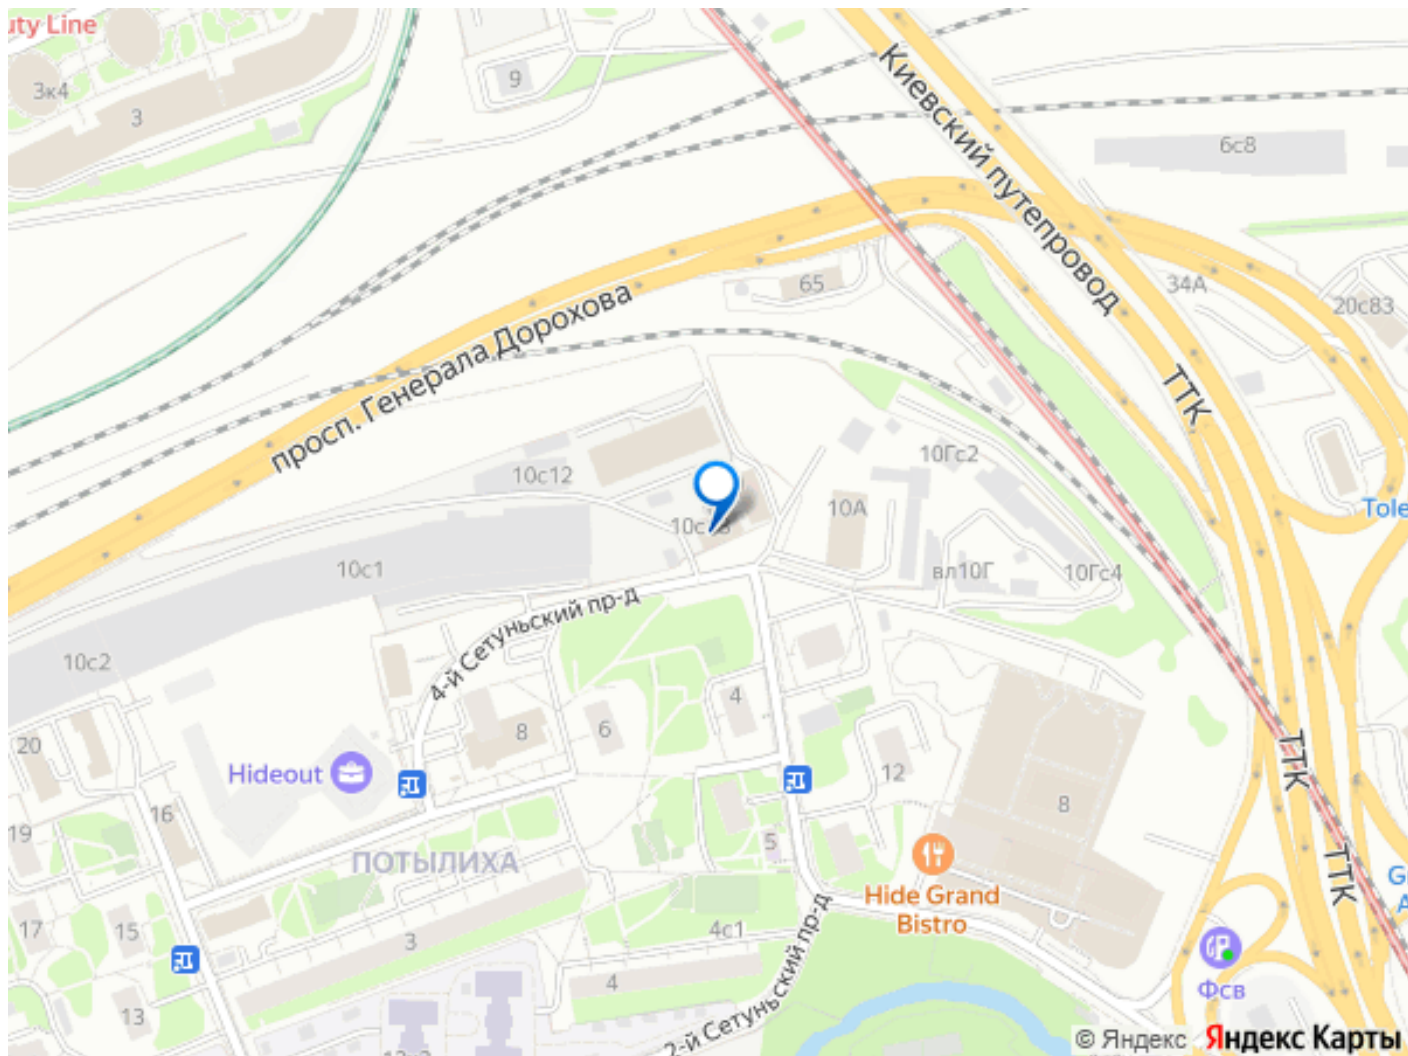 uty Line
3к4
3
9
Киевский путепровод
6с8
просп. Генерала Дорохова
65
34А
20с83
ТТК
10с12
10А
10Гс2
Tole
10с1
вл10Г
10Гс4
4-й Сетуньский пр-д
10с2
4
6
8
20
Hideout
12
8
ТТК
16
19
ПОТЫЛИХА
5
Hide Grand
Bistro
ТТК
G
A
17
15
3
4с1
2-й Сетуньский пр-д
4
13
Фсв
© Яндекс Яндекс Карты